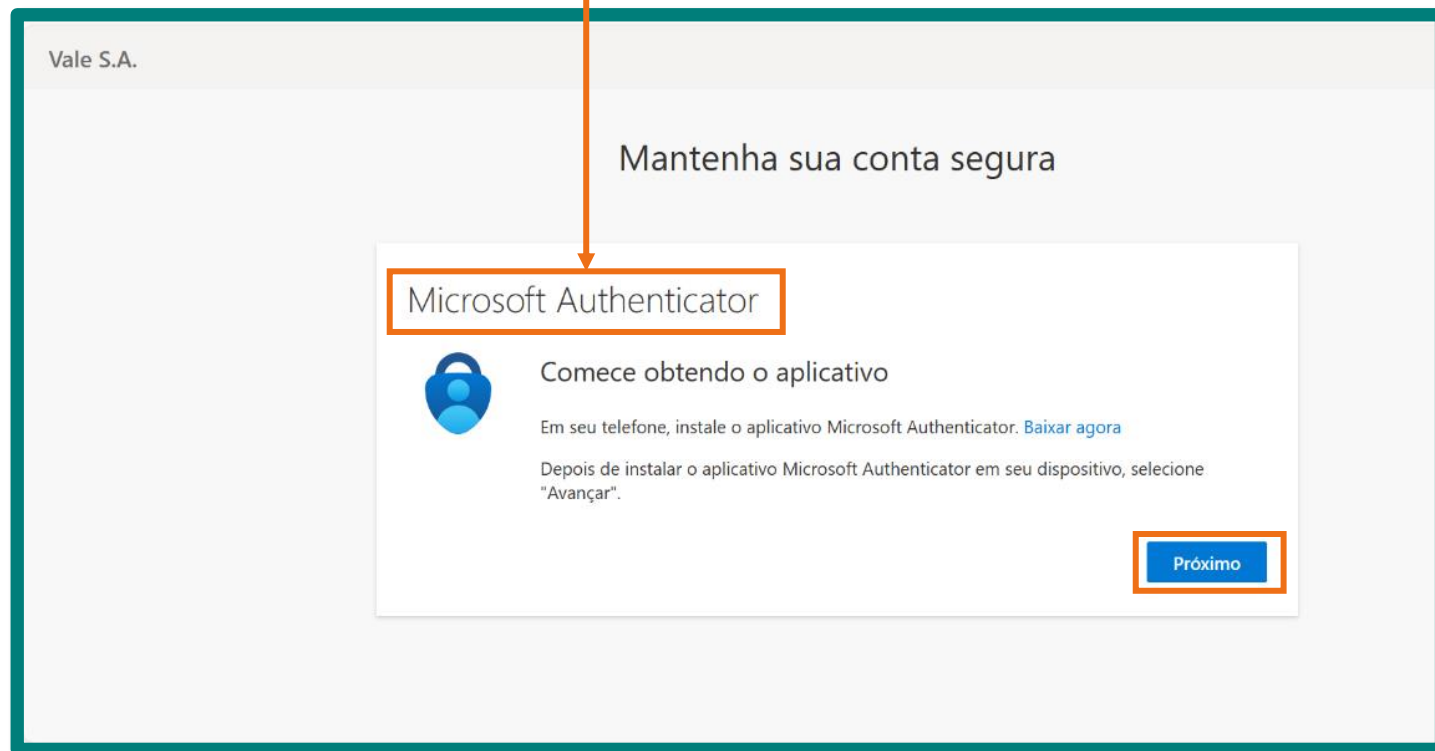 Vale S.A.
Mantenha sua conta segura
Microsoft Authenticator
Comece obtendo o aplicativo
Em seu telefone, instale o aplicativo Microsoft Authenticator. Baixar agora
Depois de instalar o aplicativo Microsoft Authenticator em seu dispositivo, selecione
"Avançar".
Próximo